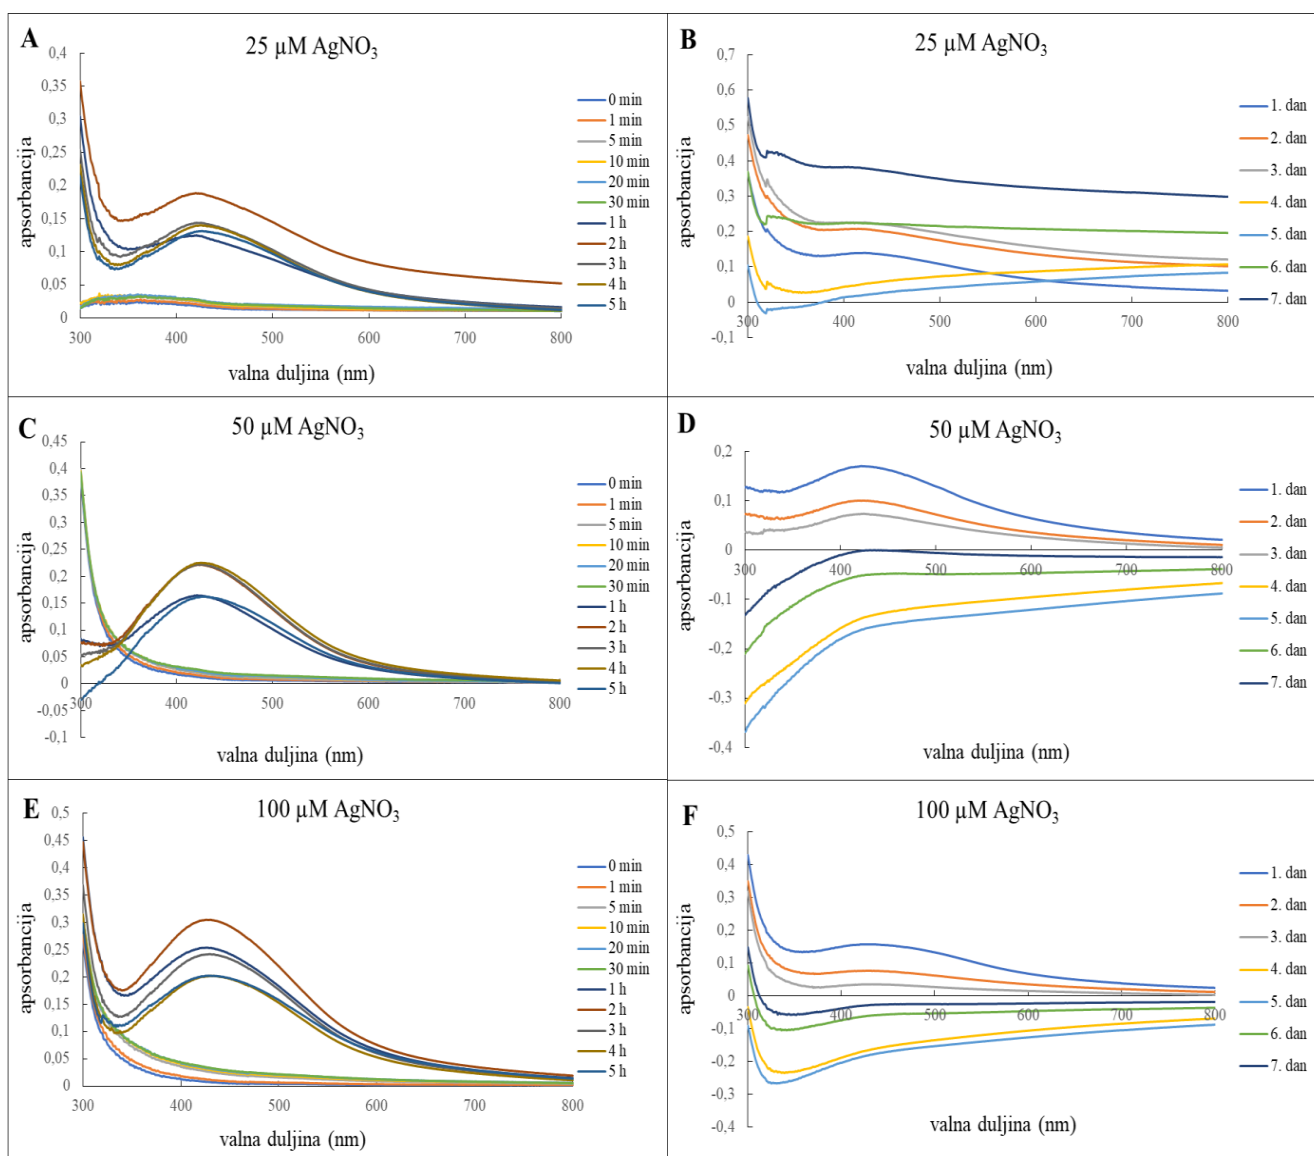 A
25 µM AgNO₃
0,4
0,35
0,3
0,25
0,2
0,15
0,1
0,05
0
300
400
500
600
700
800
apsorbancija
valna duljina (nm)
0 min
1 min
5 min
10 min
20 min
30 min
1 h
2 h
3 h
4 h
5 h
B
25 µM AgNO₃
0,7
0,6
0,5
0,4
0,3
0,2
0,1
0
-0,1
300
400
500
600
700
800
apsorbancija
valna duljina (nm)
1. dan
2. dan
3. dan
4. dan
5. dan
6. dan
7. dan
C
50 µM AgNO₃
0,45
0,4
0,35
0,3
0,25
0,2
0,15
0,1
0,05
0
-0,05
-0,1
300
400
500
600
700
800
apsorbancija
valna duljina (nm)
0 min
1 min
5 min
10 min
20 min
30 min
1 h
2 h
3 h
4 h
5 h
D
50 µM AgNO₃
0,2
0,1
0
-0,1
-0,2
-0,3
-0,4
300
400
500
600
700
800
apsorbancija
valna duljina (nm)
1. dan
2. dan
3. dan
4. dan
5. dan
6. dan
7. dan
E
100 µM AgNO₃
0,5
0,45
0,4
0,35
0,3
0,25
0,2
0,15
0,1
0,05
0
300
400
500
600
700
800
apsorbancija
valna duljina (nm)
0 min
1 min
5 min
10 min
20 min
30 min
1 h
2 h
3 h
4 h
5 h
F
100 µM AgNO₃
0,5
0,4
0,3
0,2
0,1
0
-0,1
-0,2
-0,3
-0,4
300
400
500
600
700
800
apsorbancija
valna duljina (nm)
1. dan
2. dan
3. dan
4. dan
5. dan
6. dan
7. dan